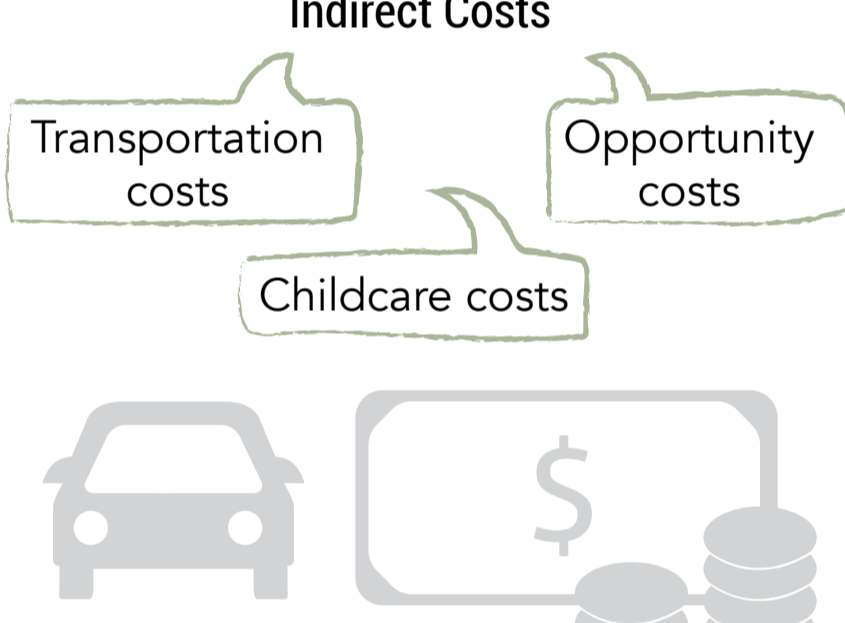 Indirect Costs
Transportation
costs
Opportunity
costs
Childcare costs
$